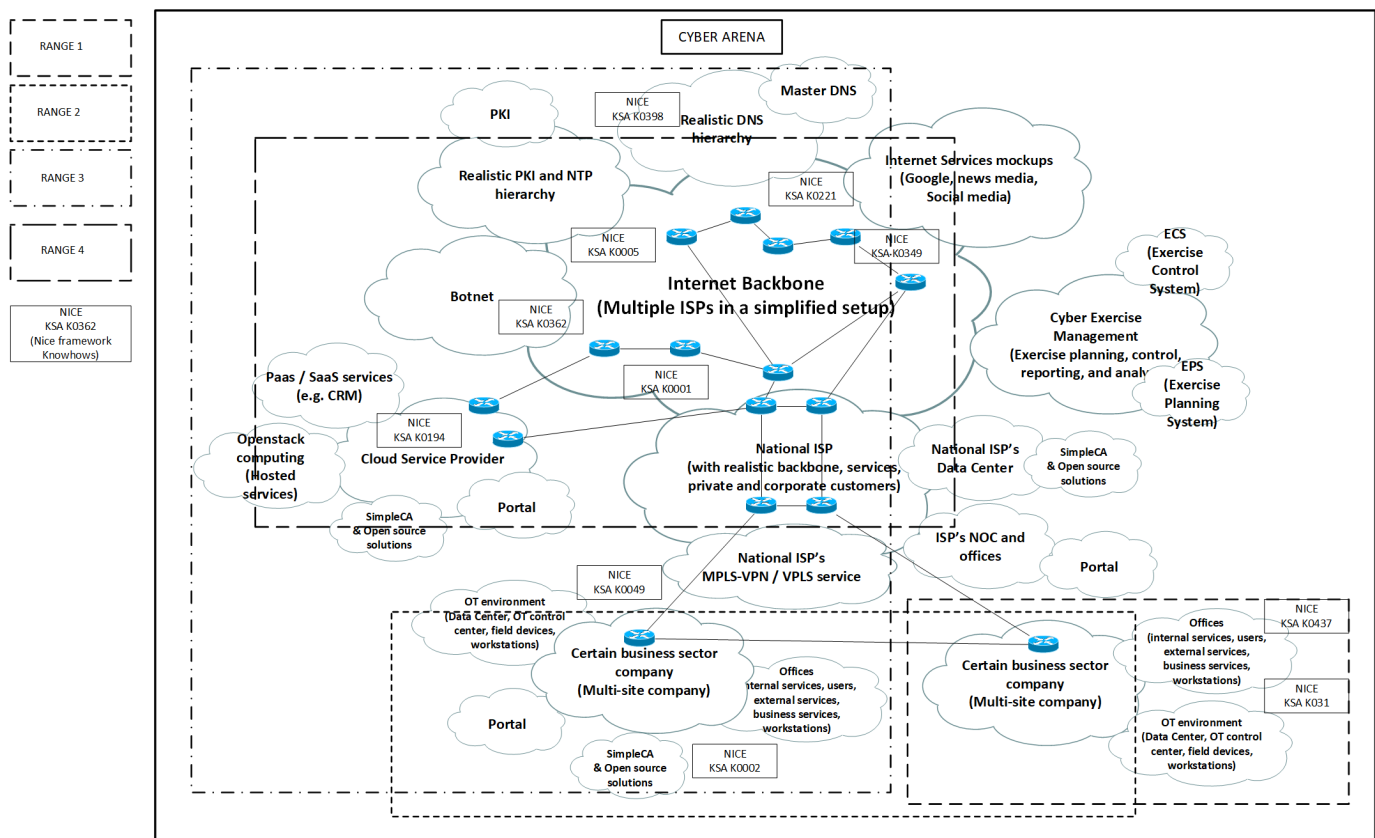 CYBER ARENA
RANGE 1
RANGE 2
RANGE 3
RANGE 4
NICE
KSA K0362
(Nice framework
Knowhows)
PKI
NICE
KSA K0398
Master DNS
Realistic DNS
hierarchy
Realistic PKI and NTP
hierarchy
Internet Services mockups
(Google, news media,
Social media)
NICE
KSA K0221
NICE
KSA K0005
NICE
KSA K0349
ECS
(Exercise
Control
System)
Internet Backbone
(Multiple ISPs in a simplified setup)
Botnet
NICE
KSA K0362
Cyber Exercise
Management
(Exercise planning, control,
reporting, and analy
EPS
(Exercise
Planning
System)
NICE
KSA K0001
Paas / SaaS services
(e.g. CRM)
NICE
KSA K0194
Cloud Service Provider
Openstack
computing
(Hosted
services)
Portal
SimpleCA
& Open source
solutions
National ISP
(with realistic backbone, services,
private and corporate customers)
National ISP's
Data Center
SimpleCA
& Open source
solutions
ISP's NOC and
offices
Portal
National ISP's
MPLS-VPN / VPLS service
NICE
KSA K0049
OT environment
(Data Center, OT control
center, field devices,
workstations)
Certain business sector
company
(Multi-site company)
Offices
internal services, users,
external services,
business services,
workstations)
Portal
SimpleCA
& Open source
solutions
NICE
KSA K0002
Certain business sector
company
(Multi-site company)
NICE
KSA K0437
Offices
(internal services, users,
external services,
business services,
workstations)
NICE
KSA K031
OT environment
(Data Center, OT control
center, field devices,
workstations)